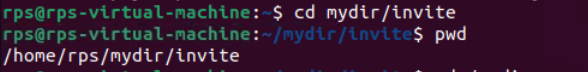 rps@rps-virtual-machine:~$ cd mydir/invite
rps@rps-virtual-machine:~/mydir/invite$ pwd
/home/rps/mydir/invite